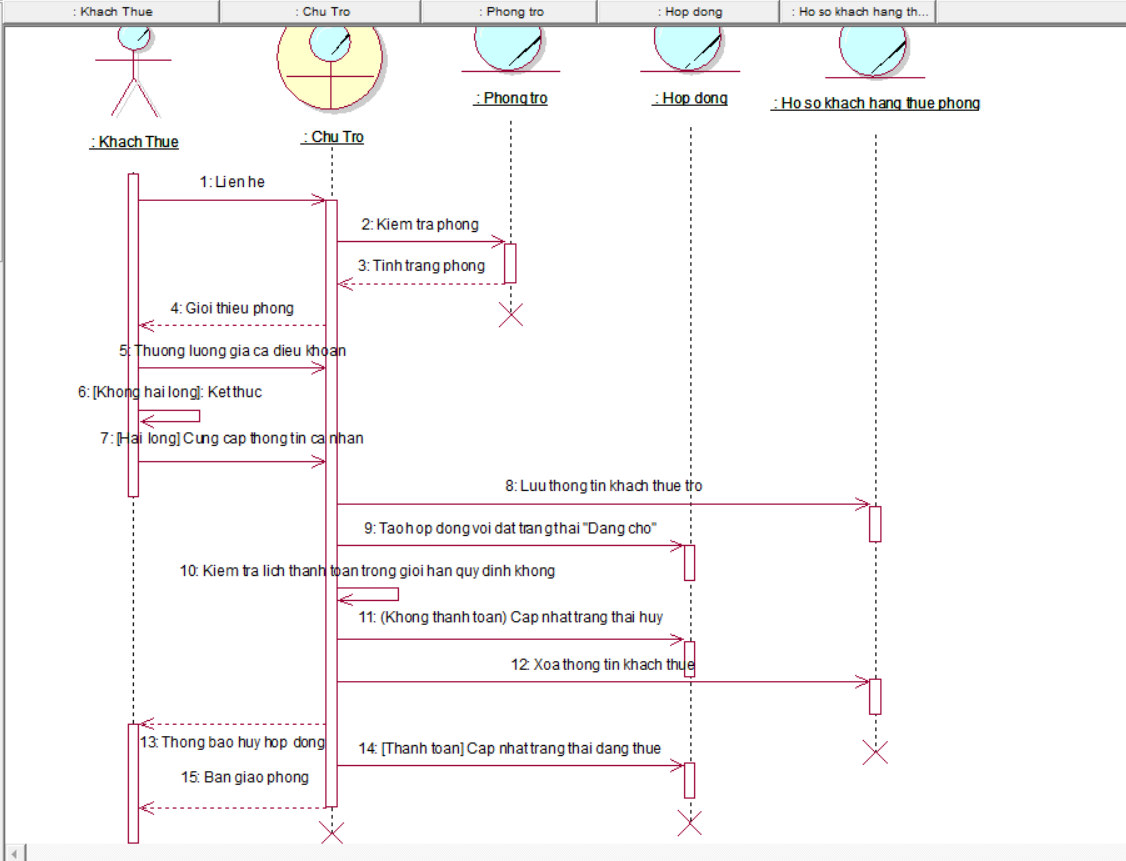 : Khach Thue
: Chu Tro
: Phong tro
: Hop dong
: Ho so khach hang th...
: Khach Thue
: Chu Tro
: Phong tro
: Hop dong
: Ho so khach hang thue phong
1: Lien he
2: Kiem tra phong
3: Tinh trang phong
4: Gioi thieu phong
5: Thuong luong gia ca dieu khoan
6: [Khong hai long]: Ket thuc
7: [Hai long] Cung cap thong tin ca nhan
8: Luu thong tin khach thue tro
9: Tao hop dong voi dat trang thai "Dang cho"
10: Kiem tra lich thanh toan trong gioi han quy dinh khong
11: (Khong thanh toan) Cap nhat trang thai huy
12: Xoa thong tin khach thue
13: Thong bao huy hop dong
14: [Thanh toan] Cap nhat trang thai dang thue
15: Ban giao phong